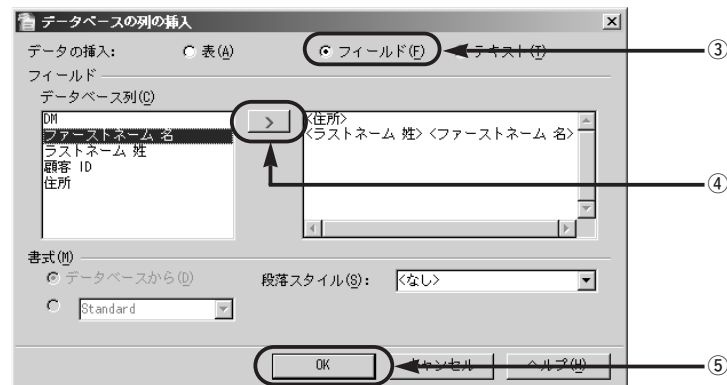 データベースの列の挿入
データの挿入: 表(A) フィールド(F) テキスト(T) ③
フィールド
データベース列(C)
DM
ファーストネーム 名
ラストネーム 姓
顧客 ID
住所
>
④
<住所>
<ラストネーム 姓> <ファーストネーム 名>
書式(M)
データベースから(D)
Standard
段落スタイル(S): <なし>
OK キャンセル ヘルプ(H) ⑤